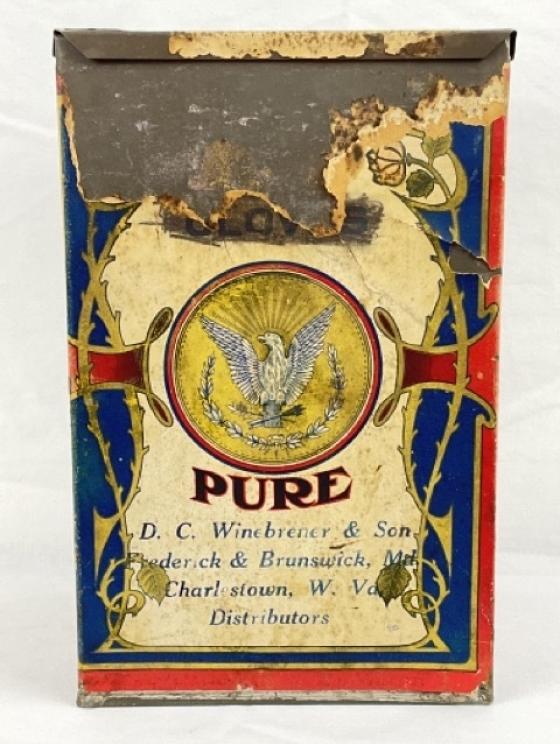 CLOVES
PURE
D. C. Winebrener & Son
Frederick & Brunswick, Md.
Charlestown, W. Va.
Distributors